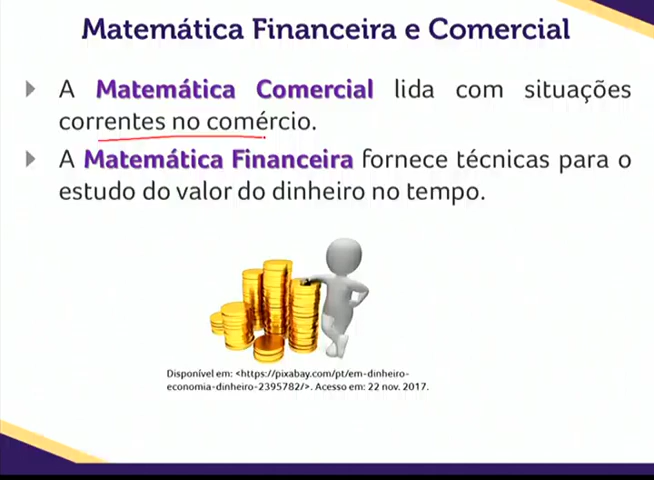 Matemática Financeira e Comercial
A Matemática Comercial lida com situações
correntes no comércio.
A Matemática Financeira fornece técnicas para o
estudo do valor do dinheiro no tempo.
Disponível em: <https://pixabay.com/pt/em-dinheiro-
economia-dinheiro-2395782/>. Acesso em: 22 nov. 2017.